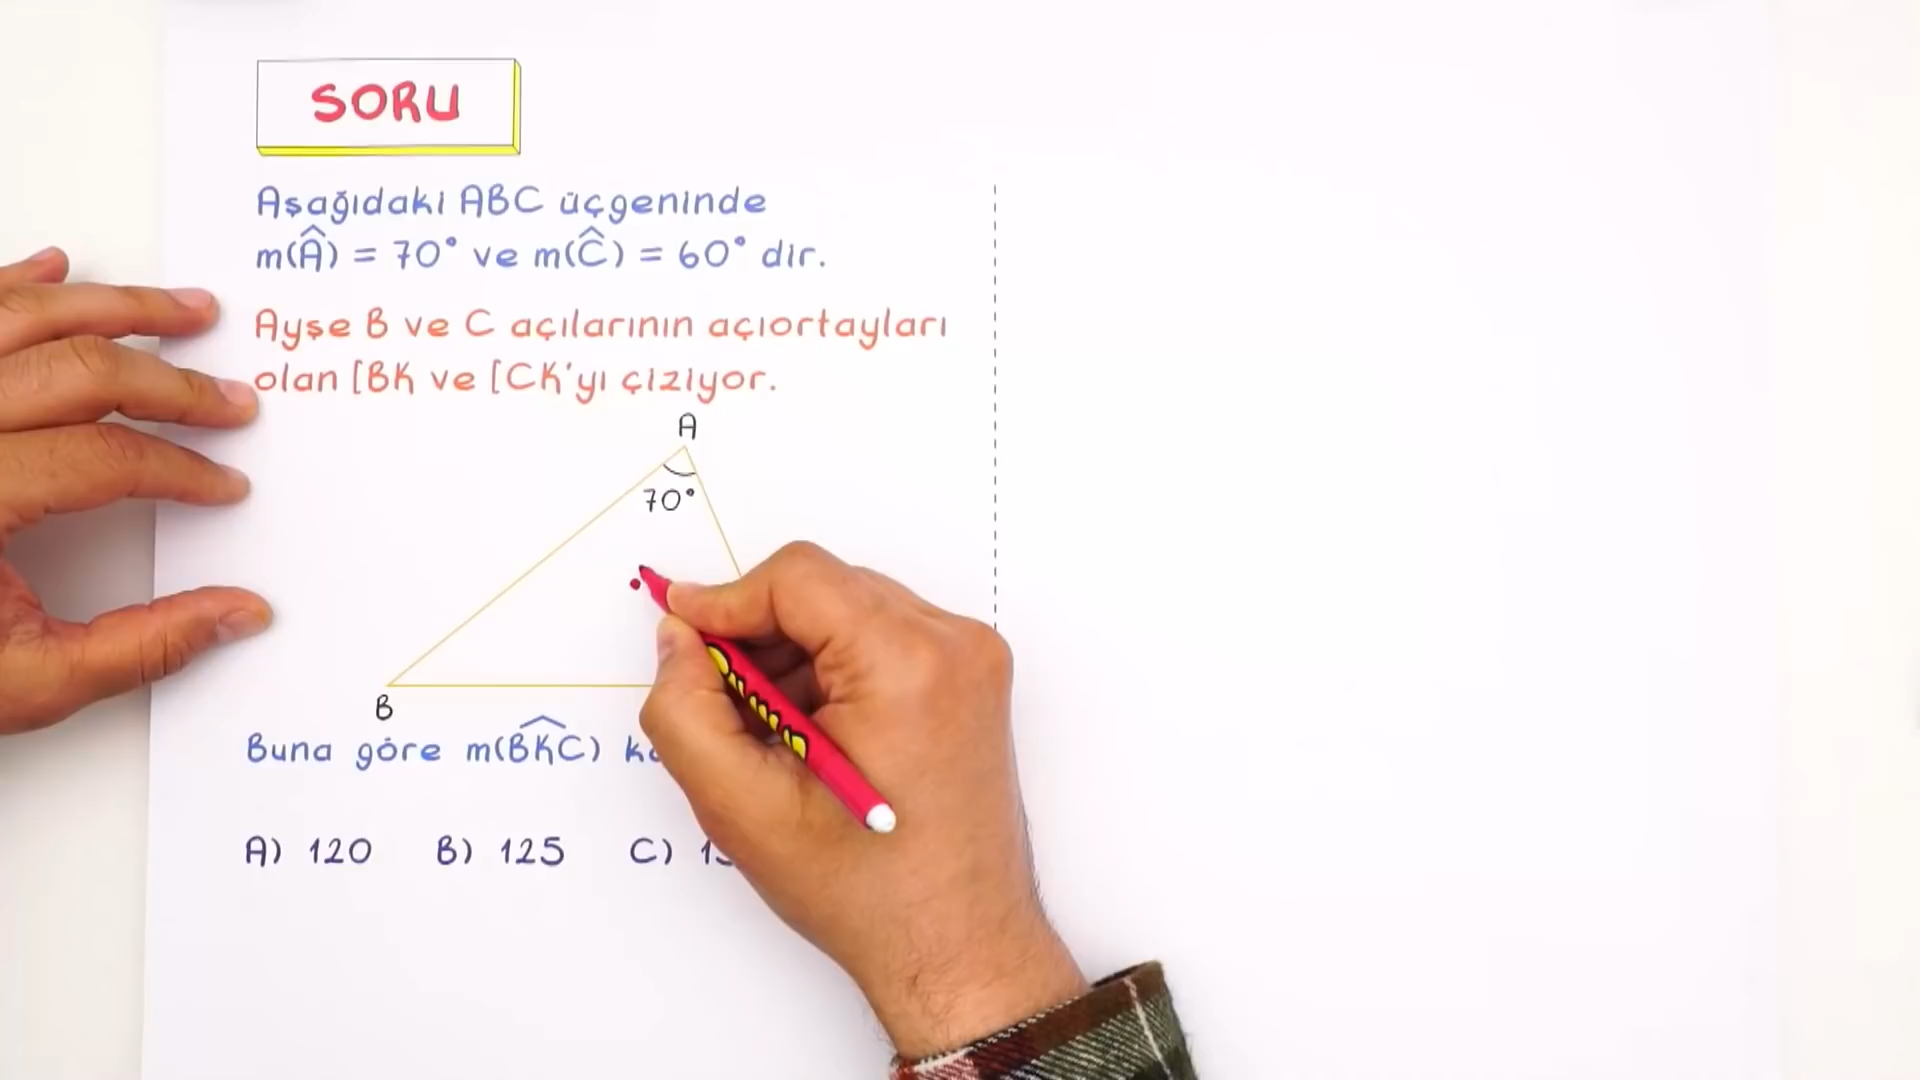 SORU
Aşağıdaki ABC üçgeninde
m(Â) = 70° ve m(Ĉ) = 60° dir.
Ayşe B ve C açılarının açıortayları
olan [BK ve [CK'yı çiziyor.
A
70°
B
Buna göre m(BK̂C)
A) 120 B) 125 C)